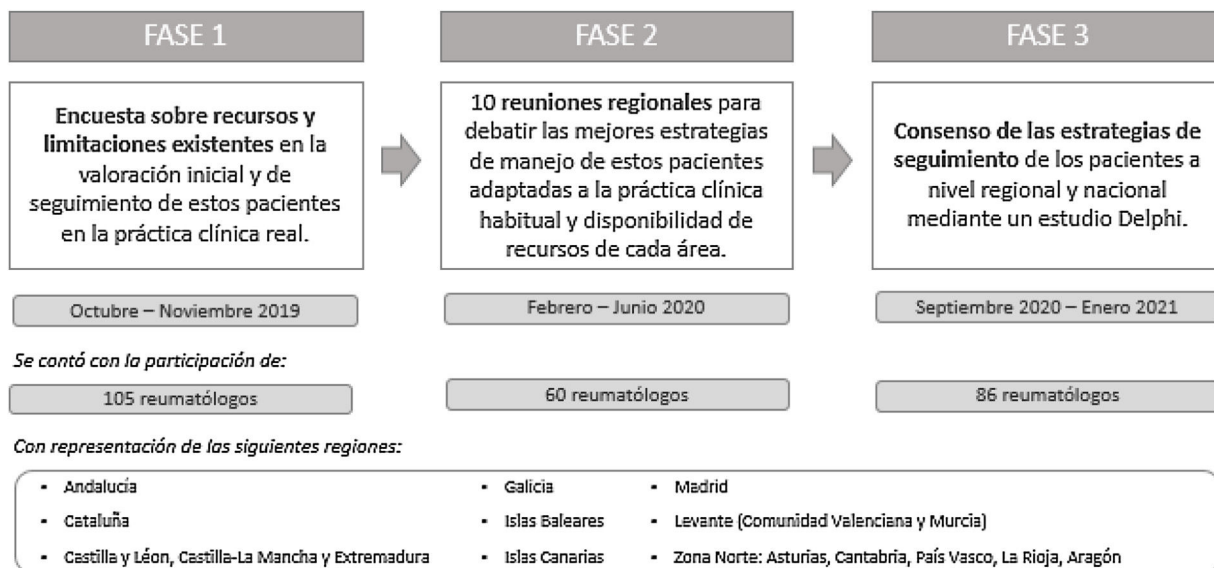 FASE 1
FASE 2
FASE 3
Encuesta sobre recursos y
limitaciones existentes en la
valoración inicial y de
seguimiento de estos pacientes
en la práctica clínica real.
10 reuniones regionales para
debatir las mejores estrategias
de manejo de estos pacientes
adaptadas a la práctica clínica
habitual y disponibilidad de
recursos de cada área.
Consenso de las estrategias de
seguimiento de los pacientes a
nivel regional y nacional
mediante un estudio Delphi.
Octubre – Noviembre 2019
Febrero – Junio 2020
Septiembre 2020 – Enero 2021
Se contó con la participación de:
105 reumatólogos
60 reumatólogos
86 reumatólogos
Con representación de las siguientes regiones:
- Andalucía
- Cataluña
- Castilla y Léon, Castilla-La Mancha y Extremadura
- Galicia
- Islas Baleares
- Islas Canarias
- Madrid
- Levante (Comunidad Valenciana y Murcia)
- Zona Norte: Asturias, Cantabria, País Vasco, La Rioja, Aragón